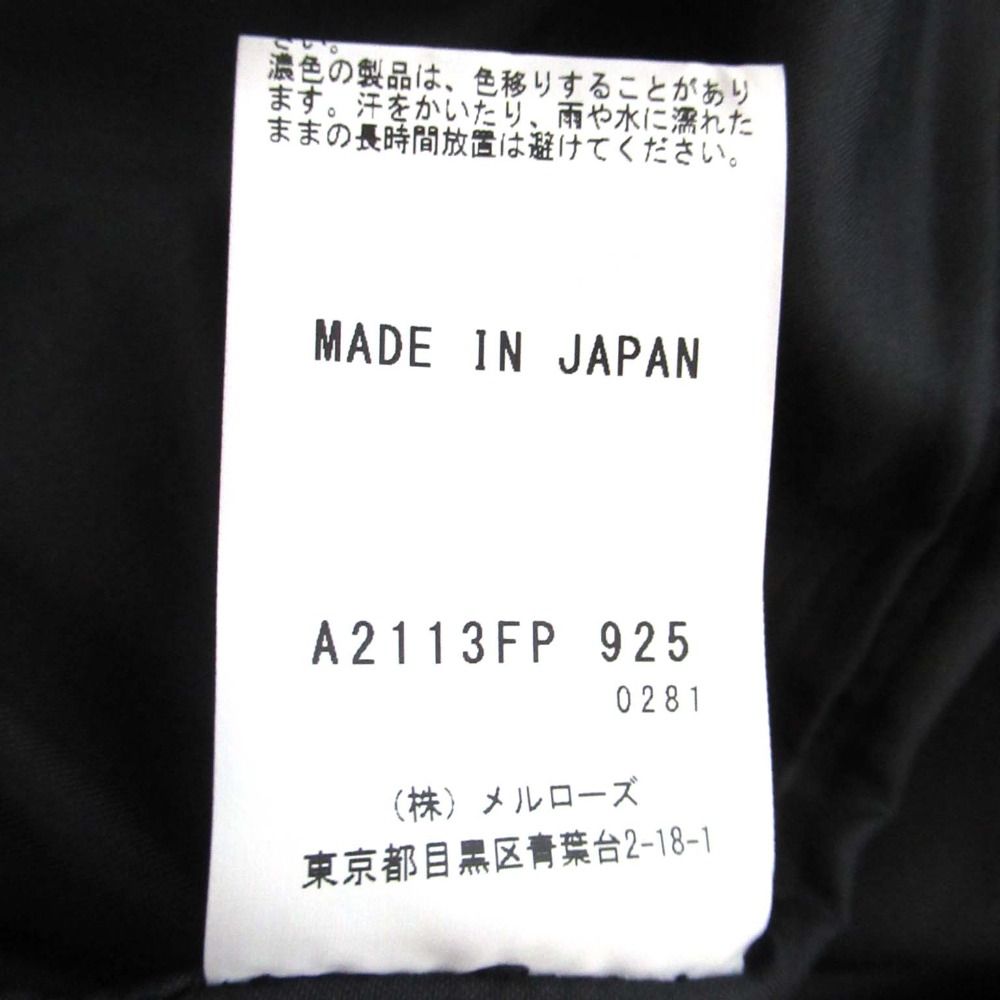 さい。
濃色の製品は、色移りすることがあり
ます。汗をかいたり、雨や水に濡れた
ままの長時間放置は避けてください。
MADE IN JAPAN
A2113FP 925
0281
(株) メルローズ
東京都目黒区青葉台2-18-1